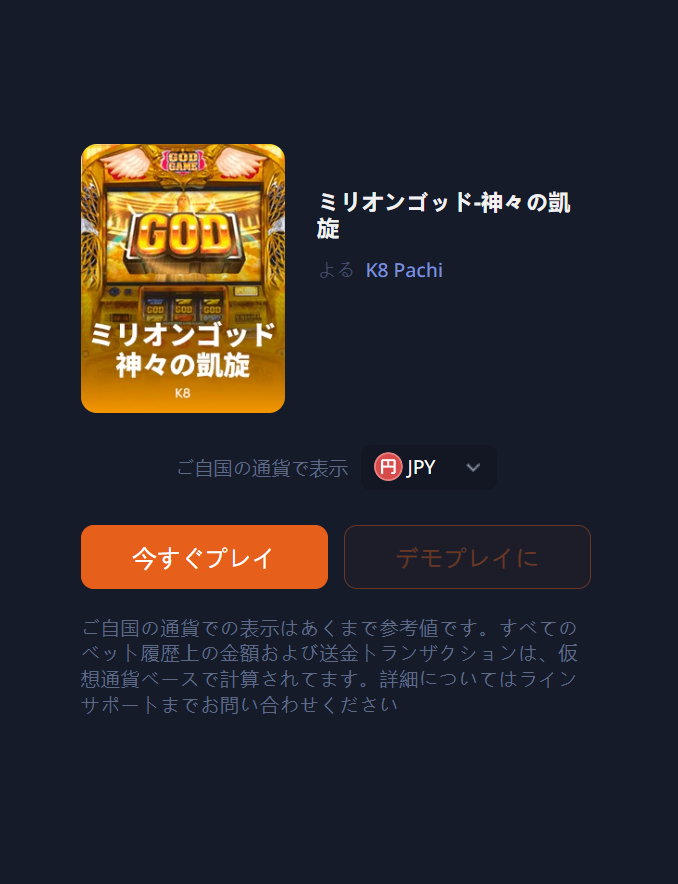 GOD
GAME
GOD
GOD GOD GOD
ミリオンゴッド
神々の凱旋
K8
ミリオンゴッド-神々の凱
旋
よる K8 Pachi
ご自国の通貨で表示 円 JPY
今すぐプレイ デモプレイに
ご自国の通貨での表示はあくまで参考値です。すべての
ベット履歴上の金額および送金トランザクションは、仮
想通貨ベースで計算されてます。詳細についてはライン
サポートまでお問い合わせください